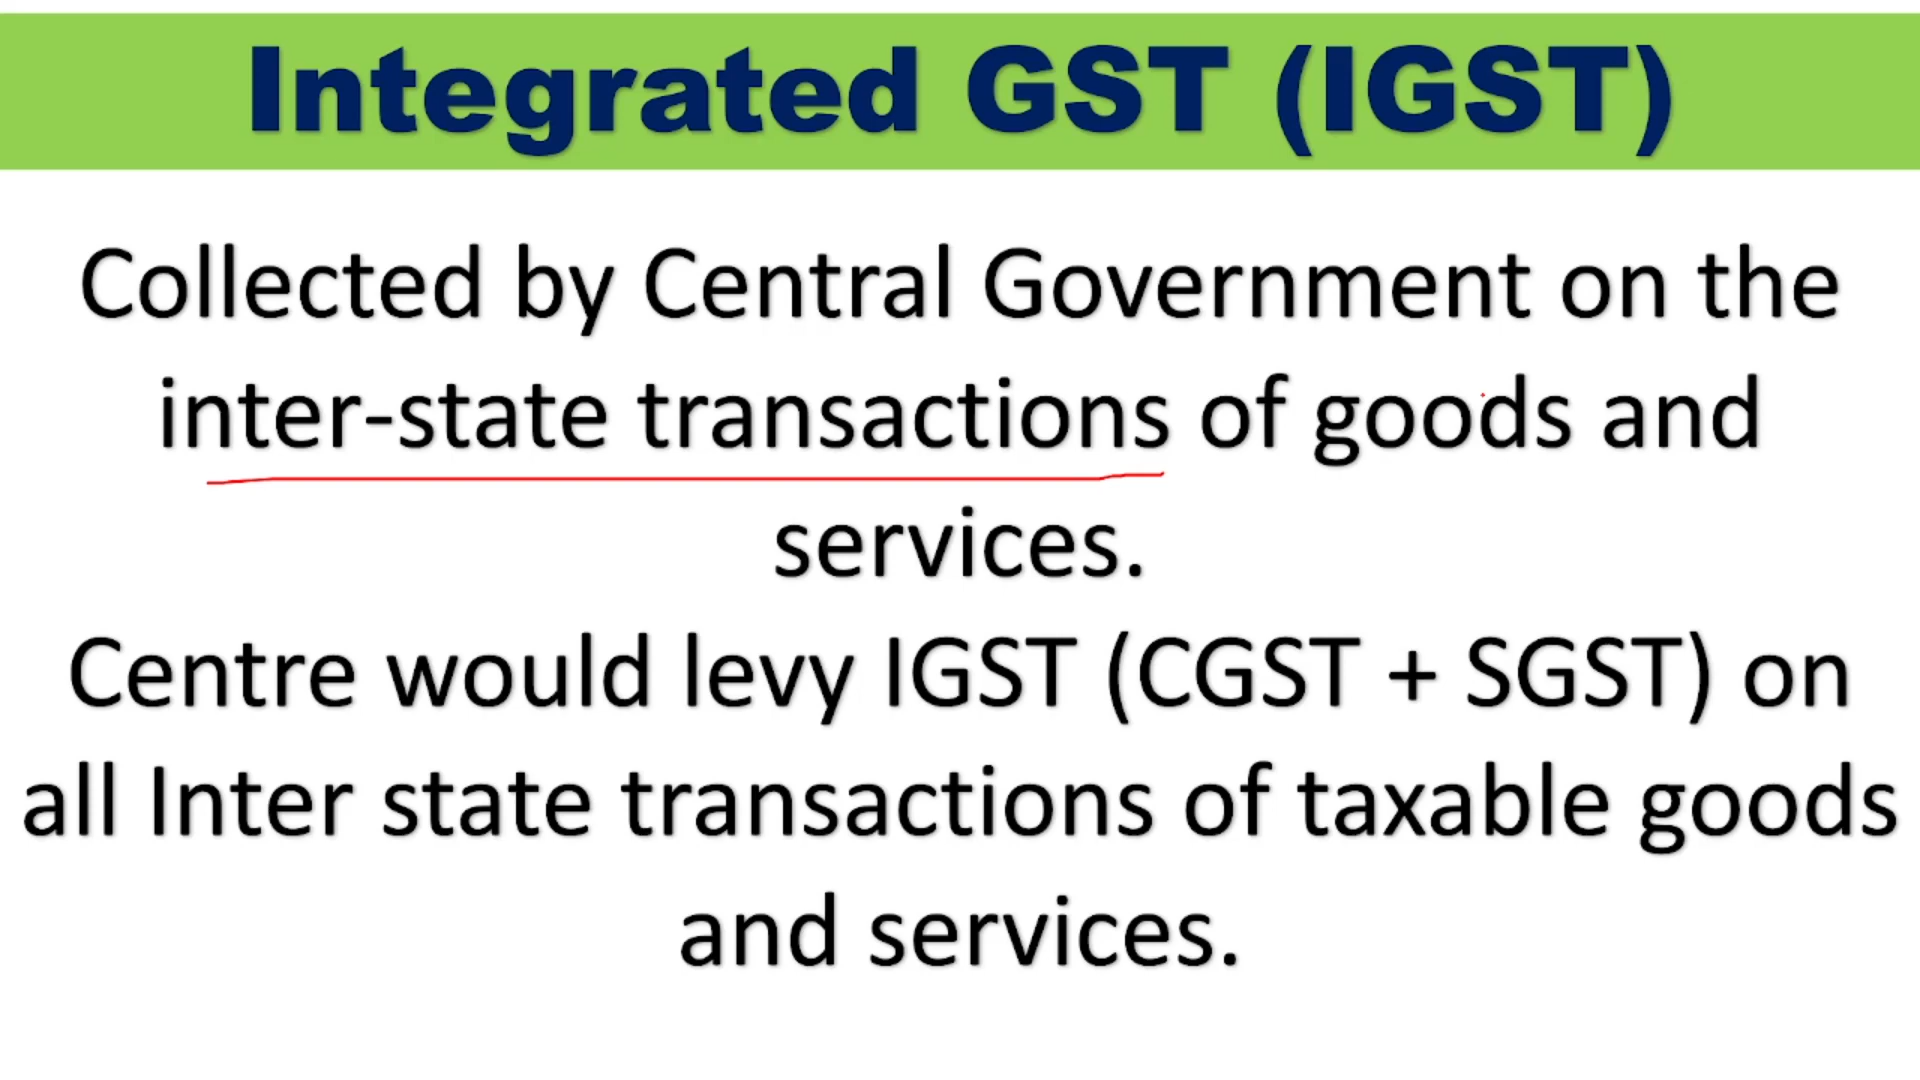 Integrated GST (IGST)
Collected by Central Government on the
inter-state transactions of goods and
services.
Centre would levy IGST (CGST + SGST) on
all Inter state transactions of taxable goods
and services.